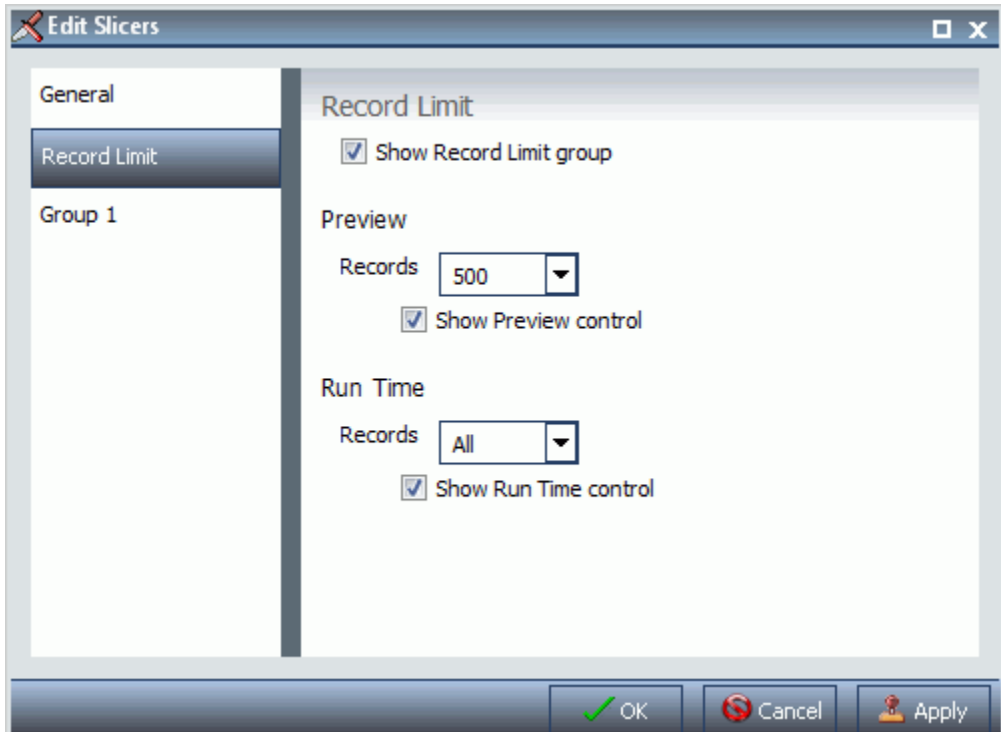 Edit Slicers
General
Record Limit
Group 1
Record Limit
Show Record Limit group
Preview
Records 500
Show Preview control
Run Time
Records All
Show Run Time control
OK Cancel Apply